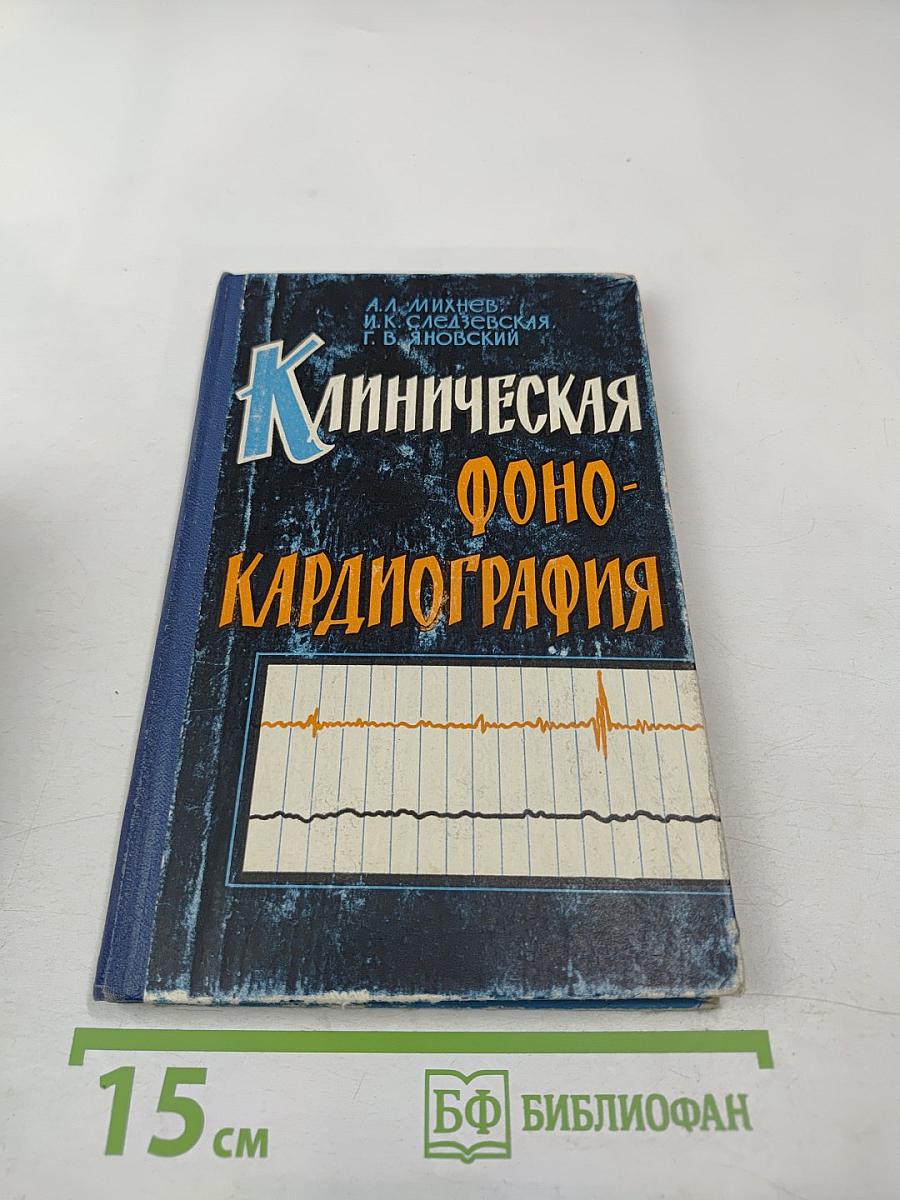 А.Л. МИХНЕВ,
И.К. СЛЕДЗЕВСКАЯ,
Г.В. ЯНОВСКИЙ
КЛИНИЧЕСКАЯ
ФОНО-
КАРДИОГРАФИЯ
15 см
БФ БИБЛИОФАН